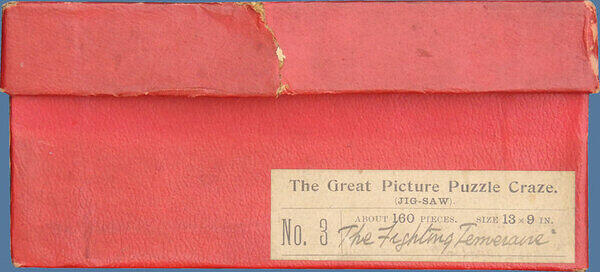 The Great Picture Puzzle Craze.
(JIG-SAW).
ABOUT 160 PIECES. SIZE 13 × 9 IN.
No. 3 "The Fighting Temeraire"